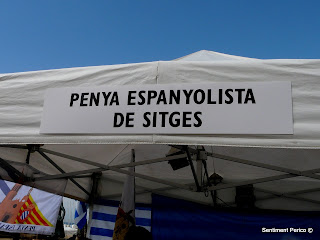 PENYA ESPANYOLISTA
DE SITGES
Sentiment Perico ©